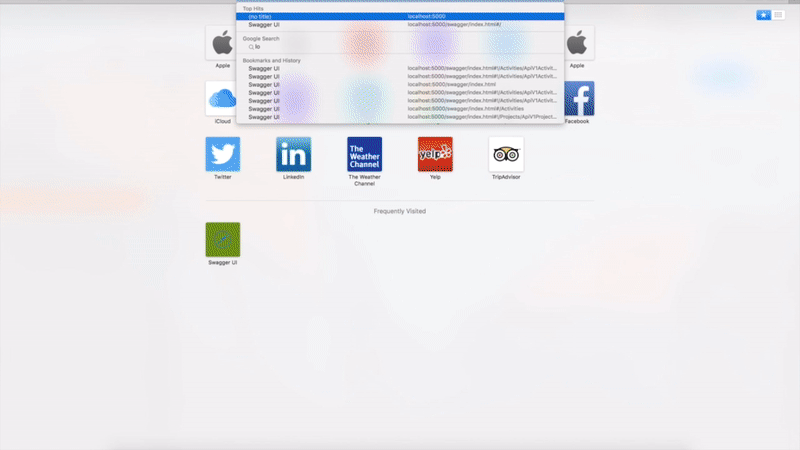 Top Hits
(no title) localhost:5000
Swagger UI localhost:5000/swagger/index.html#/
Google Search
lo
Bookmarks and History
Swagger UI localhost:5000/swagger/index.html#!/Activities/ApiV1Activit...
Swagger UI localhost:5000/swagger/index.html#!/Activities/ApiV1Activit...
Swagger UI localhost:5000/swagger/index.html
Swagger UI localhost:5000/swagger/index.html#!/Activities/ApiV1Activit...
Swagger UI localhost:5000/swagger/index.html#!/Activities/ApiV1Activit...
Swagger UI localhost:5000/swagger/index.html#/Activities
Swagger UI localhost:5000/swagger/index.html#!/Projects/ApiV1Project...
Apple
Apple
iCloud
Facebook
in
The Weather Channel
yelp
Twitter
LinkedIn
The Weather Channel
Yelp
TripAdvisor
Frequently Visited
Swagger UI